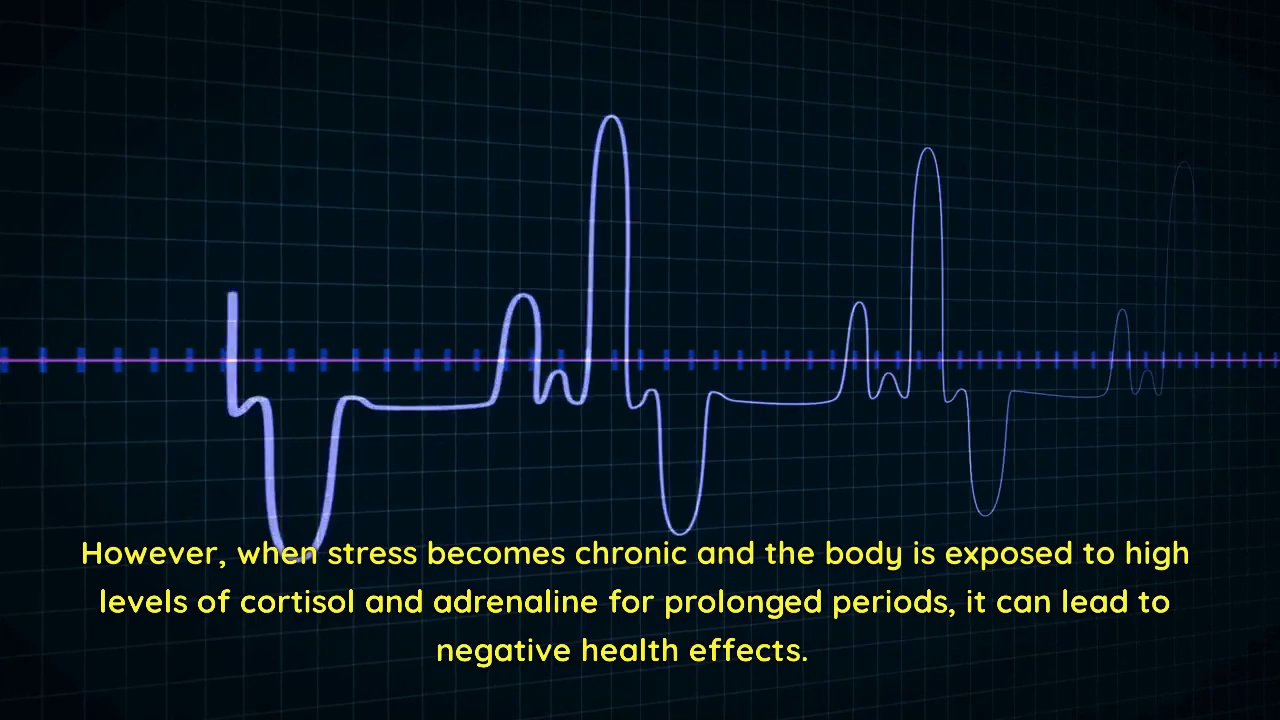 However, when stress becomes chronic and the body is exposed to high
levels of cortisol and adrenaline for prolonged periods, it can lead to
negative health effects.